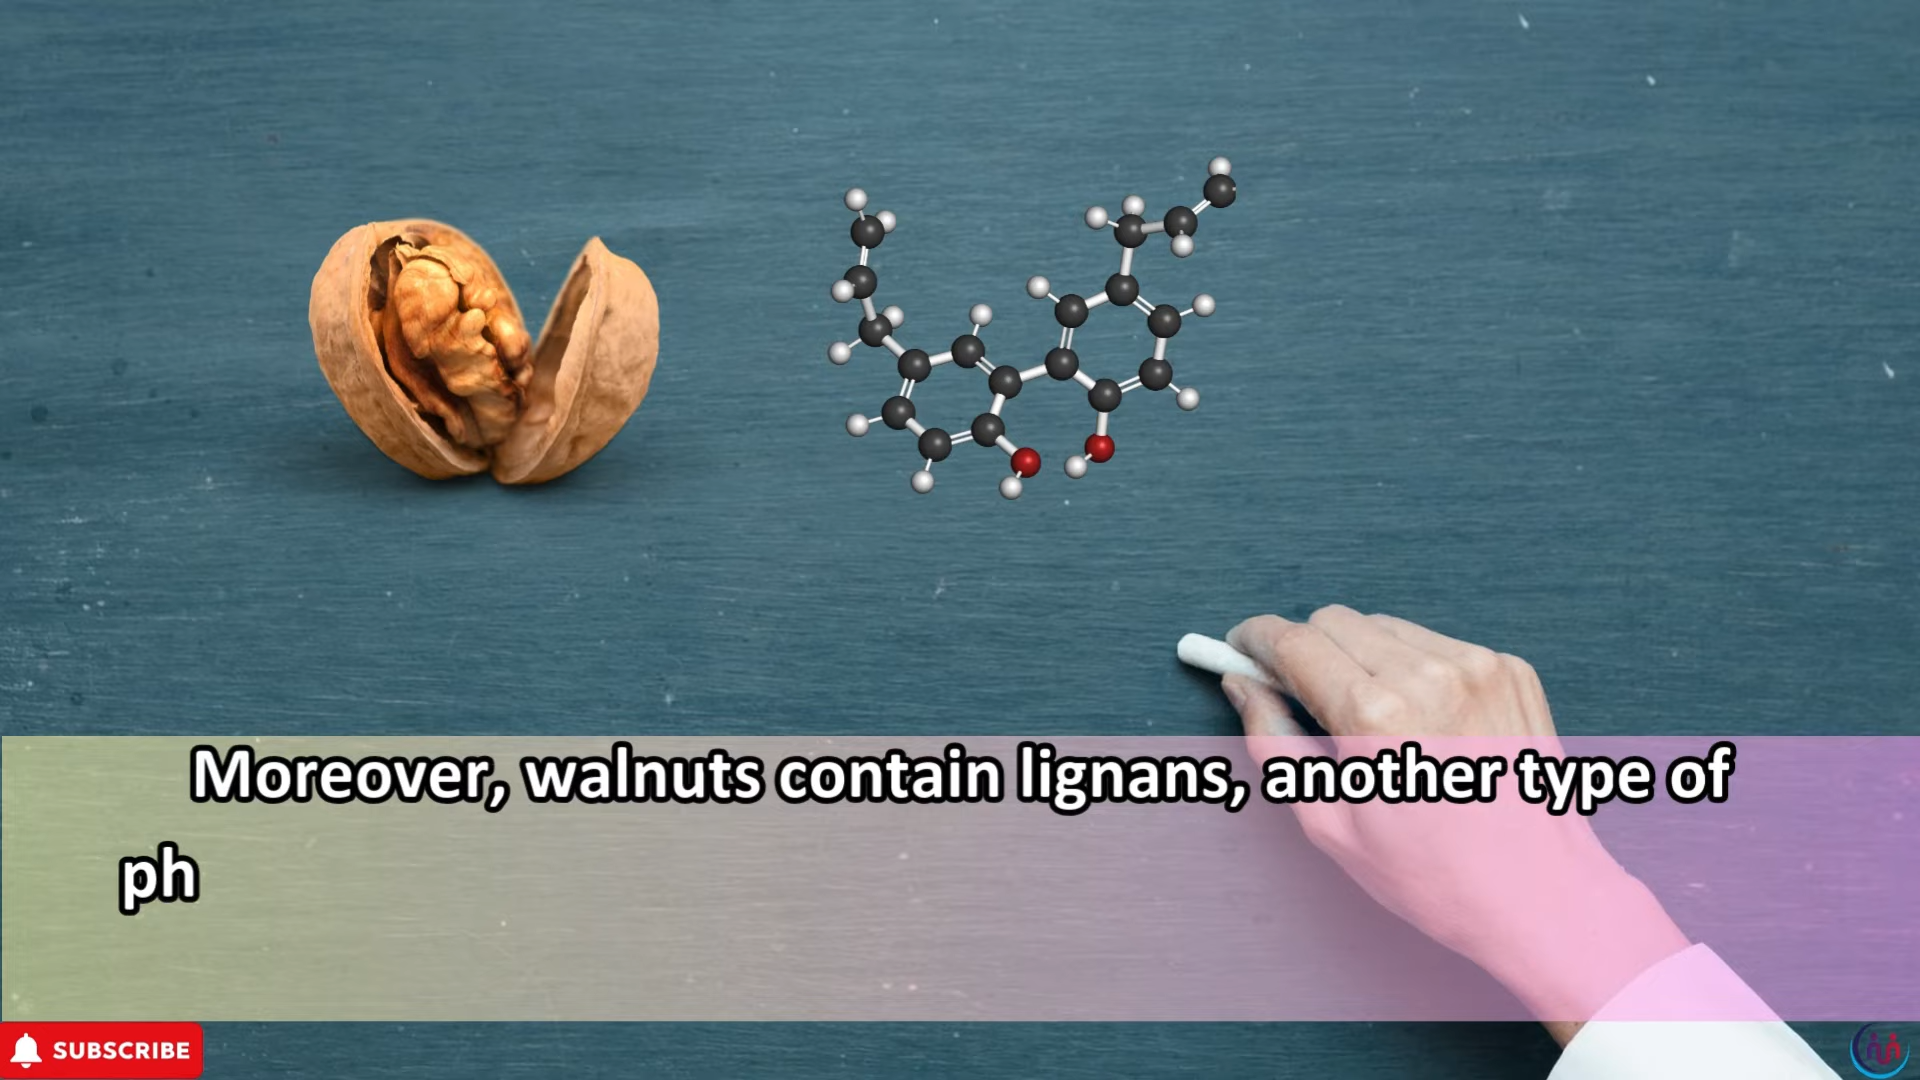 Moreover, walnuts contain lignans, another type of
ph
SUBSCRIBE